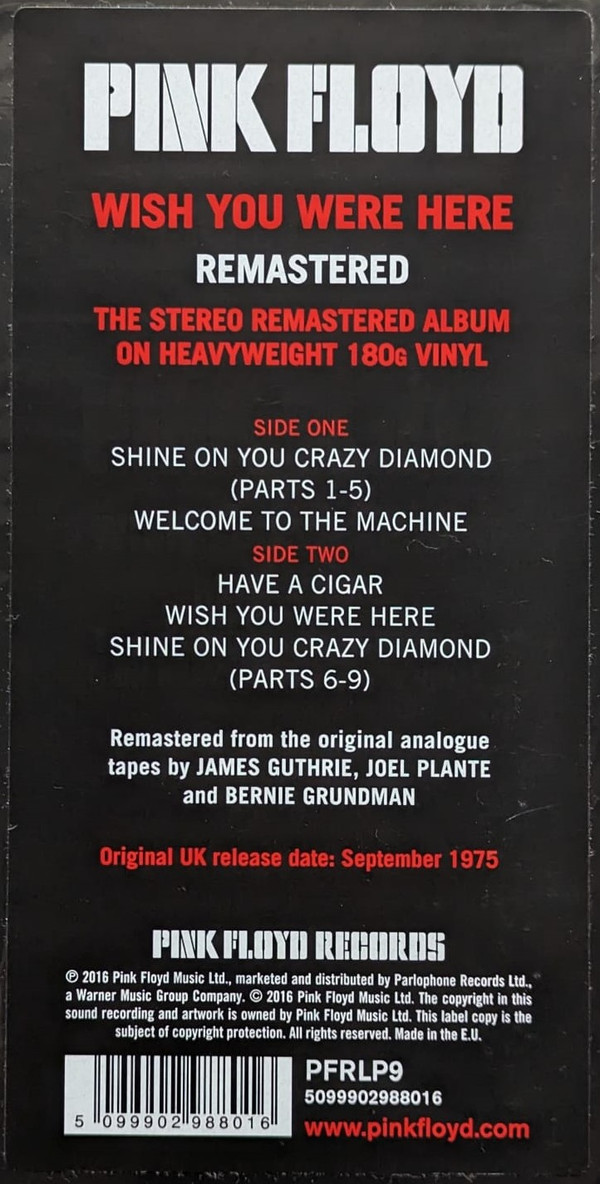 PINK FLOYD
WISH YOU WERE HERE
REMASTERED
THE STEREO REMASTERED ALBUM
ON HEAVYWEIGHT 180G VINYL
SIDE ONE
SHINE ON YOU CRAZY DIAMOND
(PARTS 1-5)
WELCOME TO THE MACHINE
SIDE TWO
HAVE A CIGAR
WISH YOU WERE HERE
SHINE ON YOU CRAZY DIAMOND
(PARTS 6-9)
Remastered from the original analogue
tapes by JAMES GUTHRIE, JOEL PLANTE
and BERNIE GRUNDMAN
Original UK release date: September 1975
PINK FLOYD RECORDS
℗ 2016 Pink Floyd Music Ltd., marketed and distributed by Parlophone Records Ltd.,
a Warner Music Group Company. © 2016 Pink Floyd Music Ltd. The copyright in this
sound recording and artwork is owned by Pink Floyd Music Ltd. This label copy is the
subject of copyright protection. All rights reserved. Made in the E.U.
5 099902 988016
PFRLP9
5099902988016
www.pinkfloyd.com